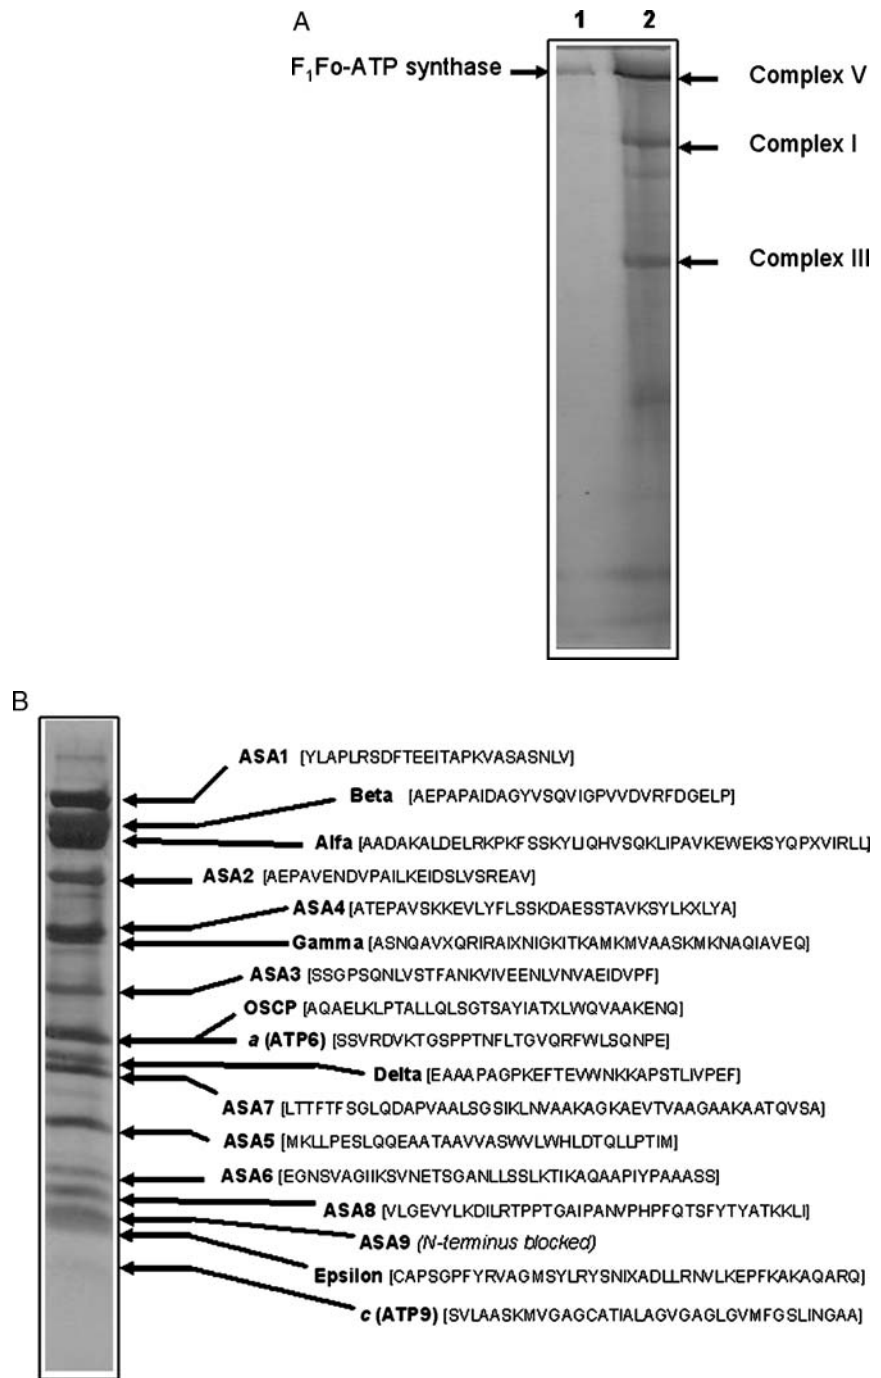 A
1 2
F1Fo-ATP synthase
Complex V
Complex I
Complex III
B
ASA1 [YLAPLRSDFTEEITAPKVASASNLV]
Beta [AEPAPAIDAGYVSQVIGPVVDVRFDGELP]
Alfa [AADAKALDELRKPKFSSKYLIQHVSQKLIPAVKEWEKSYQPXVIRLL]
ASA2 [AEPAVENDVPAILKEIDSLVSREAV]
ASA4 [ATEPAVSKKEVLYFLSSKDAESSTAVKSYLKXLYA]
Gamma [ASNQAVXQRIRAIXNIGKITKAMKMVAASKMKNAQIAVEQ]
ASA3 [SSGPSQNLVSTFANKVIVEENLVNVAEIDVPF]
OSCP [AQAELKLPTALLQLSGTSAYIATXLWQVAAKENQ]
a (ATP6) [SSVRDVKTGSPPTNFLTGVQRFWLSQNPE]
Delta [EAAAPAGPKEFTEVWNKKAPSTLIVPEF]
ASA7 [LTTFTFSGLQDAPVAALSGSIKLNVAAKAGKAEVTVAAGAAKAATQVSA]
ASA5 [MKLLPESLQQEAATAAVVASWVLWHLDTQLLPTIM]
ASA6 [EGNSVAGIIKSVNETSGANLLSSLKTIKAQAAPIYPAAASS]
ASA8 [VLGEVYLKDILRTPPTGAIPANVPHPFQTSFYTYATKKLI]
ASA9 (N-terminus blocked)
Epsilon [CAPSGPFYRVAGMSYLRYSNIXADLLRNVLKEPFKAKAQARQ]
c (ATP9) [SVLAASKMVGAGCATIALAGVGAGLGVMFGSLINGAA]